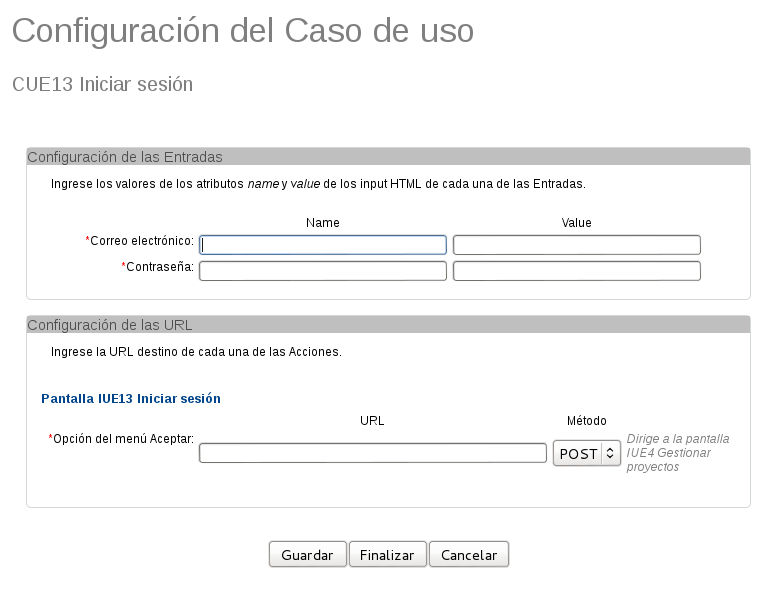 Configuración del Caso de uso
CUE13 Iniciar sesión
Configuración de las Entradas
Ingrese los valores de los atributos name y value de los input HTML de cada una de las Entradas.
Name Value
*Correo electrónico:
*Contraseña:
Configuración de las URL
Ingrese la URL destino de cada una de las Acciones.
Pantalla IUE13 Iniciar sesión
URL Método
*Opción del menú Aceptar: POST Dirige a la pantalla
IUE4 Gestionar
proyectos
Guardar Finalizar Cancelar